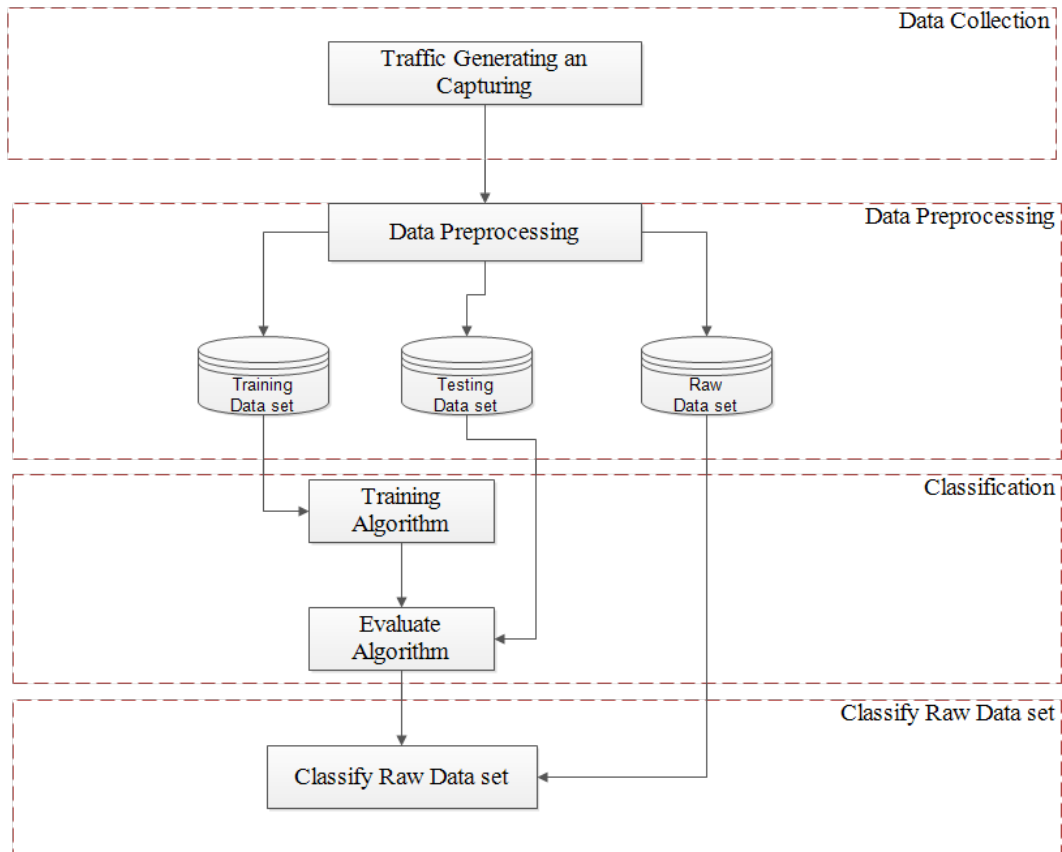 Data Collection
Traffic Generating an
Capturing
Data Preprocessing
Data Preprocessing
Training
Data set
Testing
Data set
Raw
Data set
Classification
Training
Algorithm
Evaluate
Algorithm
Classify Raw Data set
Classify Raw Data set